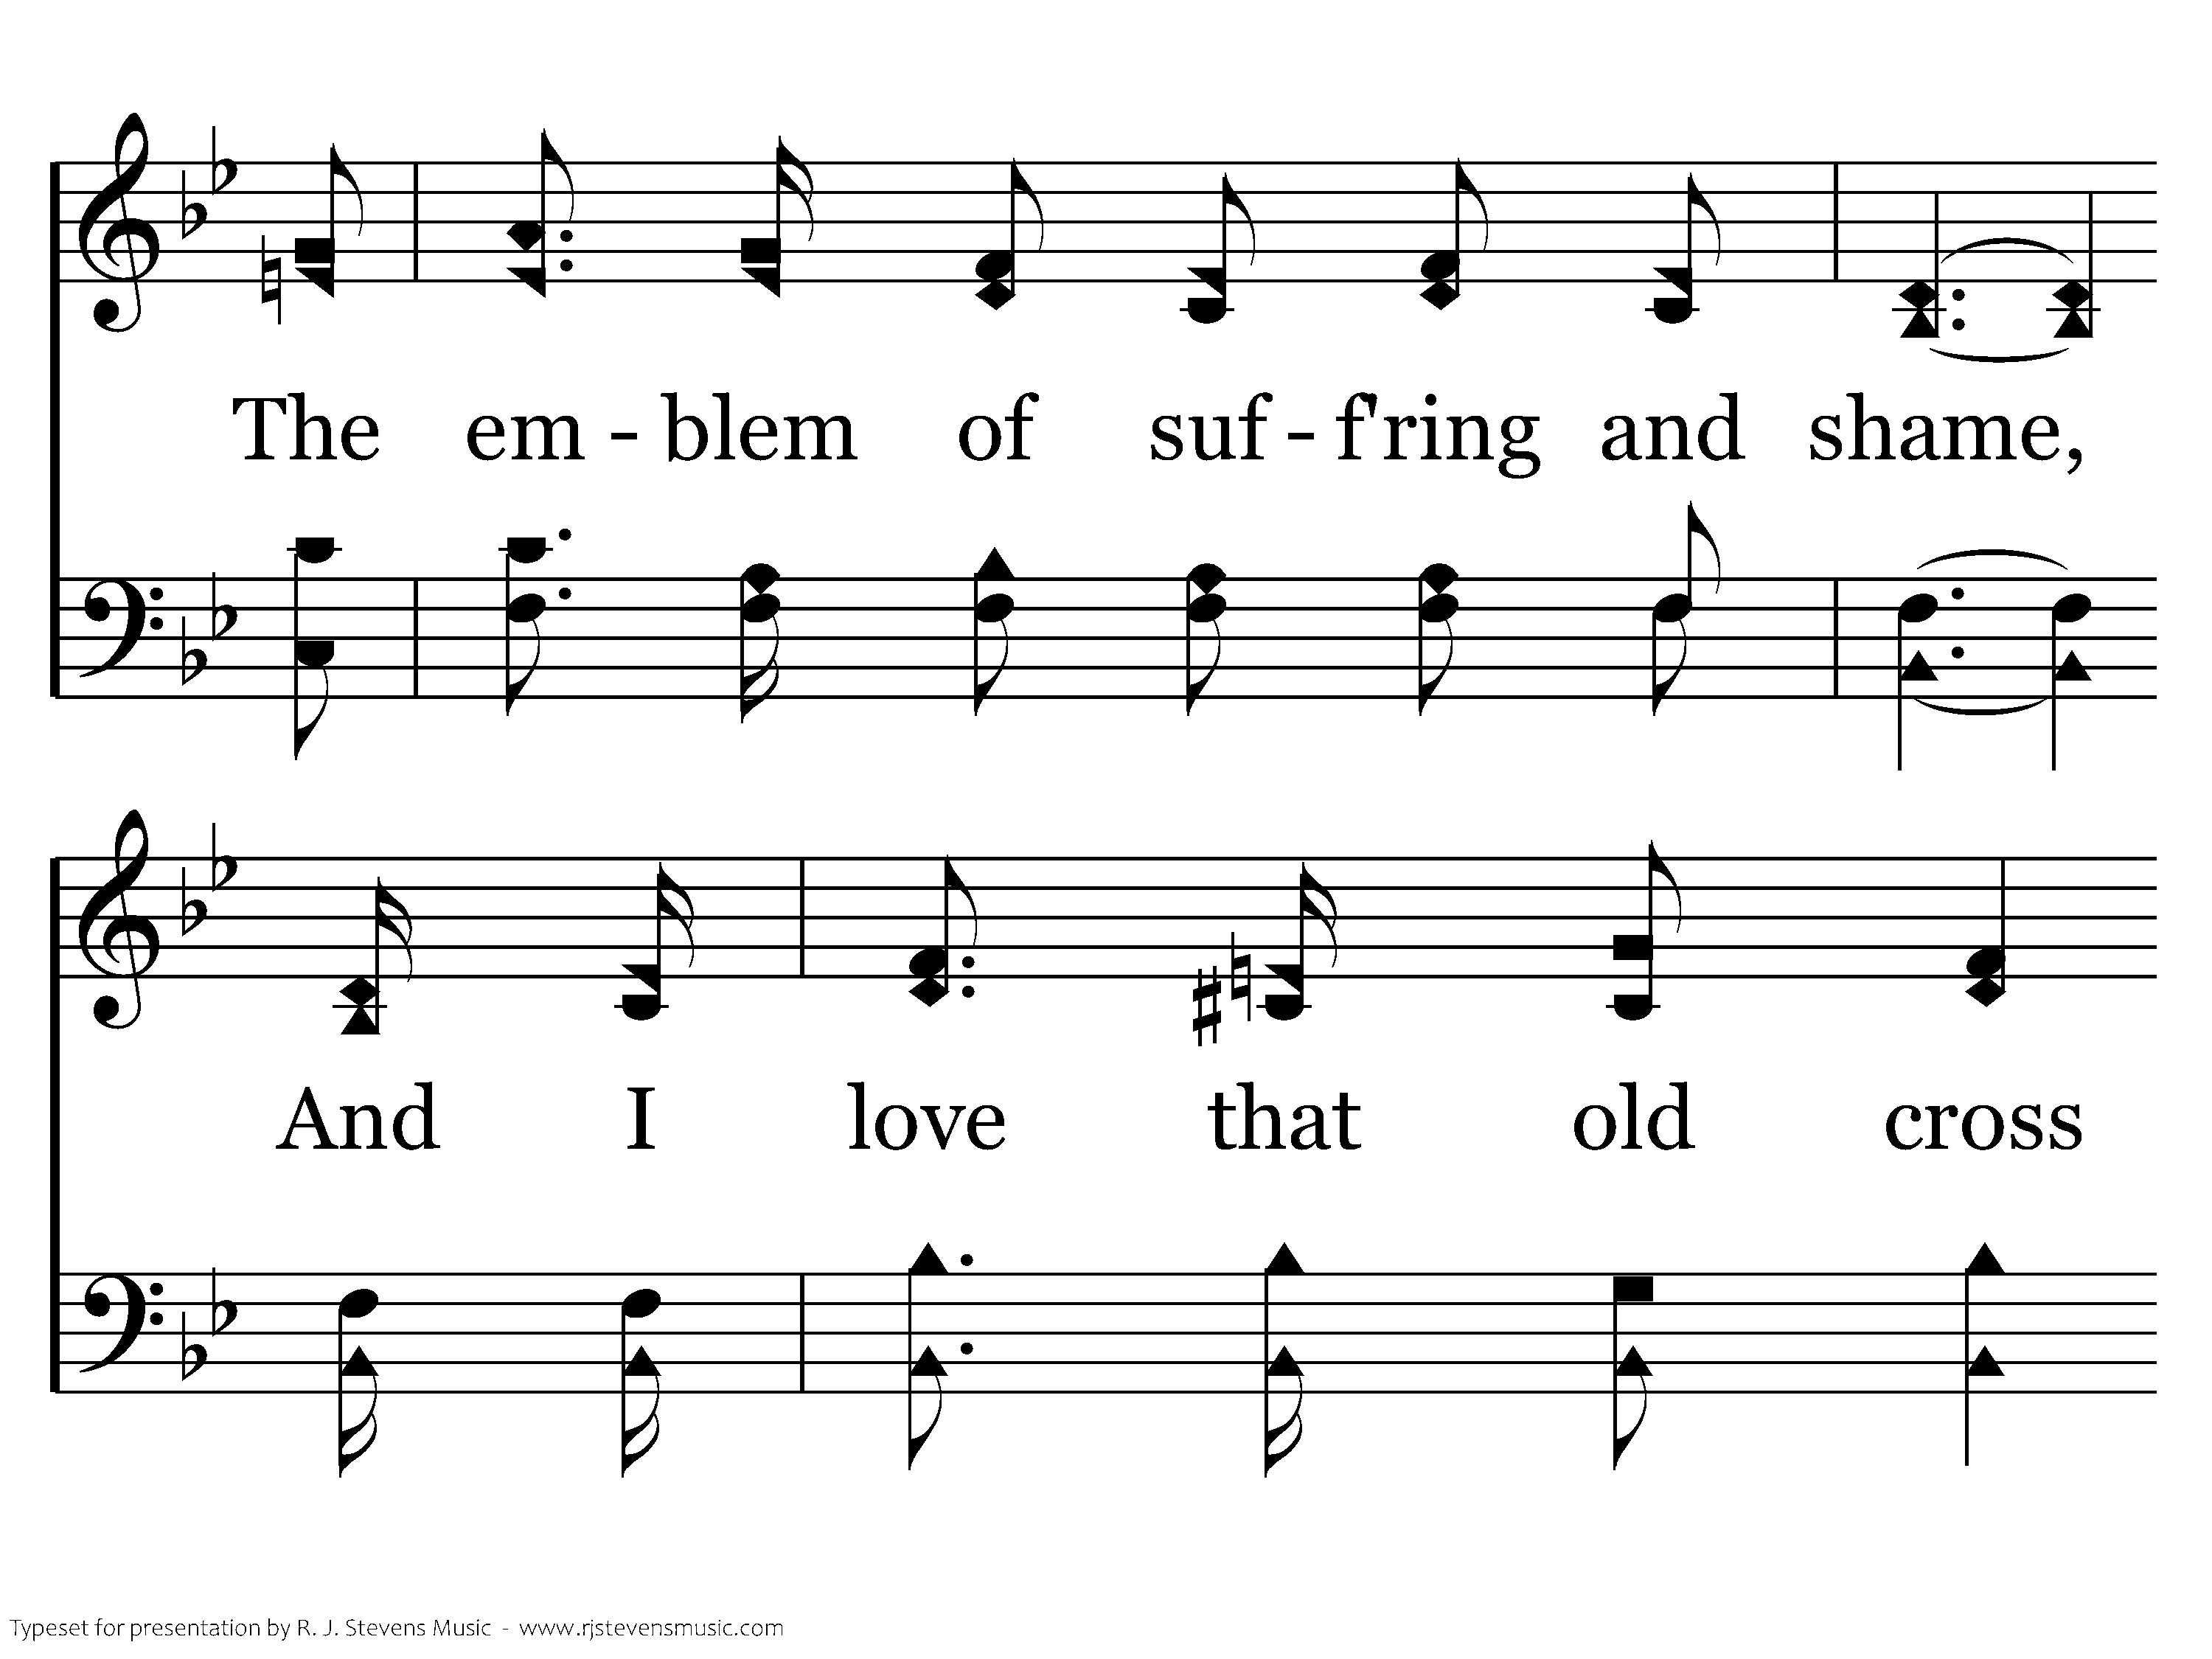 The em - blem of suf - f'ring and shame,
And I love that old cross
Typeset for presentation by R. J. Stevens Music - www.rjstevensmusic.com